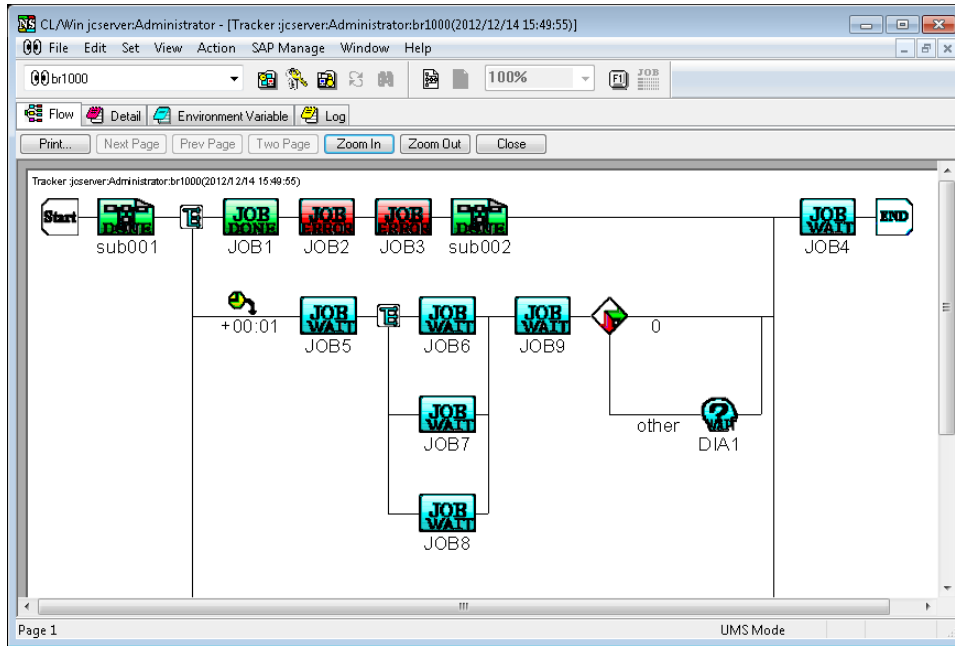 NS CL/Win jcserver:Administrator - [Tracker :jcserver:Administrator:br1000(2012/12/14 15:49:55)]
File Edit Set View Action SAP Manage Window Help
br1000 100% F1 JOB
Flow Detail Environment Variable Log
Print... Next Page Prev Page Two Page Zoom In Zoom Out Close
Tracker :jcserver:Administrator:br1000(2012/12/14 15:49:55)
Start DONE JOB DONE JOB ERROR JOB ERROR DONE JOB WAIT END
sub001 JOB1 JOB2 JOB3 sub002 JOB4
+00:01 JOB WAIT JOB WAIT JOB WAIT 0
JOB5 JOB6 JOB9
JOB WAIT other ? WAIT
JOB7 DIA1
JOB WAIT
JOB8
Page 1 UMS Mode